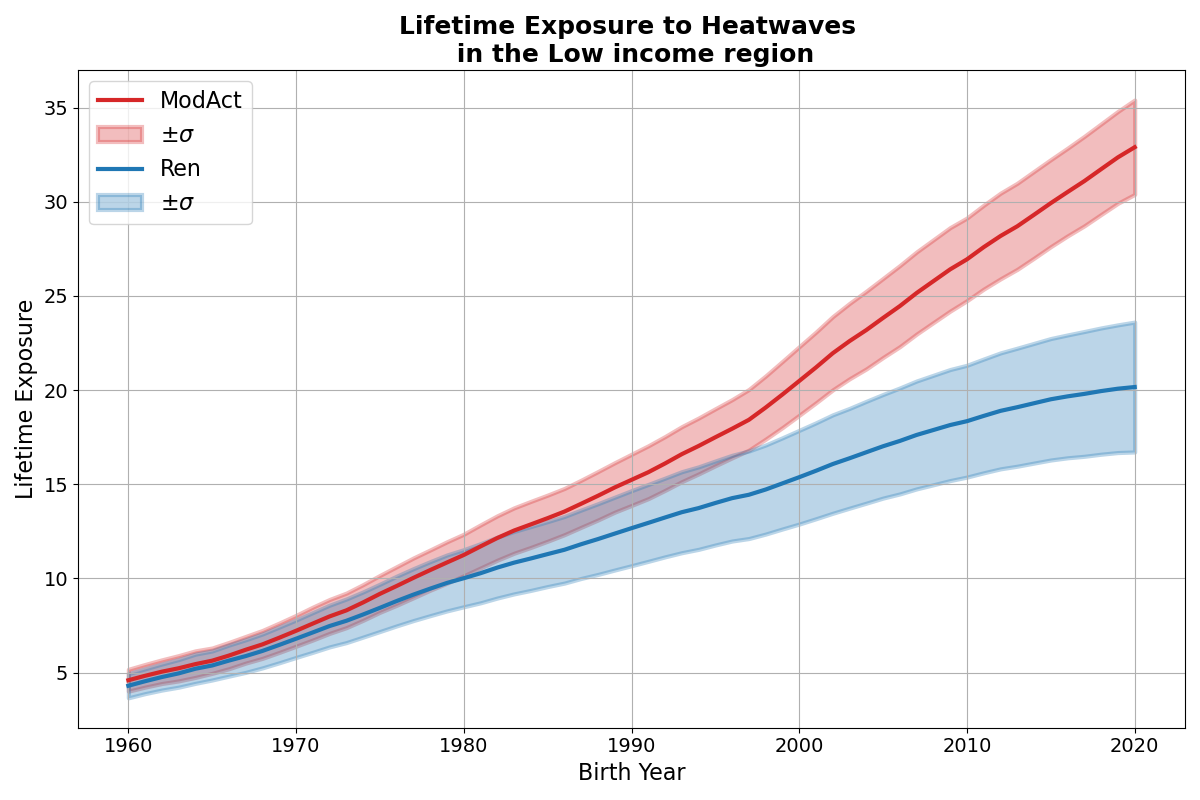 Lifetime Exposure to Heatwaves
in the Low income region
ModAct
±σ
Ren
±σ
Lifetime Exposure
35
30
25
20
15
10
5
1960 1970 1980 1990 2000 2010 2020
Birth Year